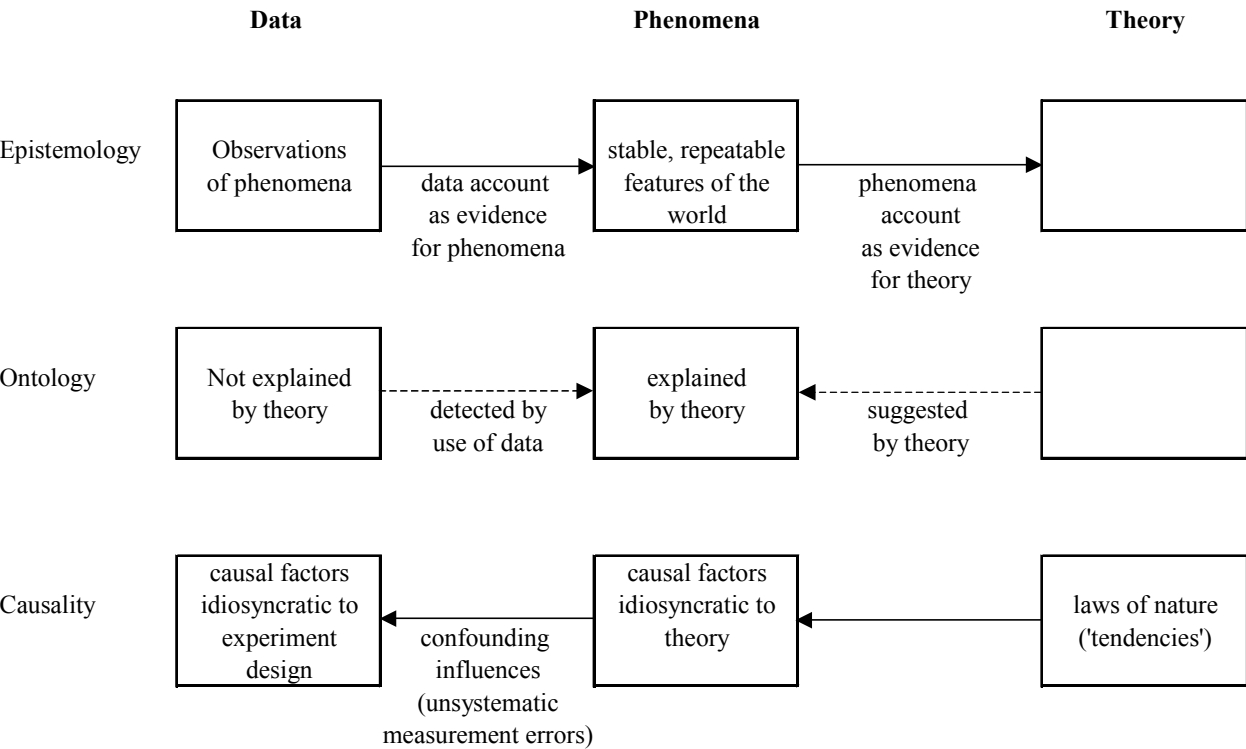 Data
Phenomena
Theory
Epistemology
Observations
of phenomena
data account
as evidence
for phenomena
stable, repeatable
features of the
world
phenomena
account
as evidence
for theory
Ontology
Not explained
by theory
detected by
use of data
explained
by theory
suggested
by theory
Causality
causal factors
idiosyncratic to
experiment
design
confounding
influences
(unsystematic
measurement errors)
causal factors
idiosyncratic to
theory
laws of nature
('tendencies')